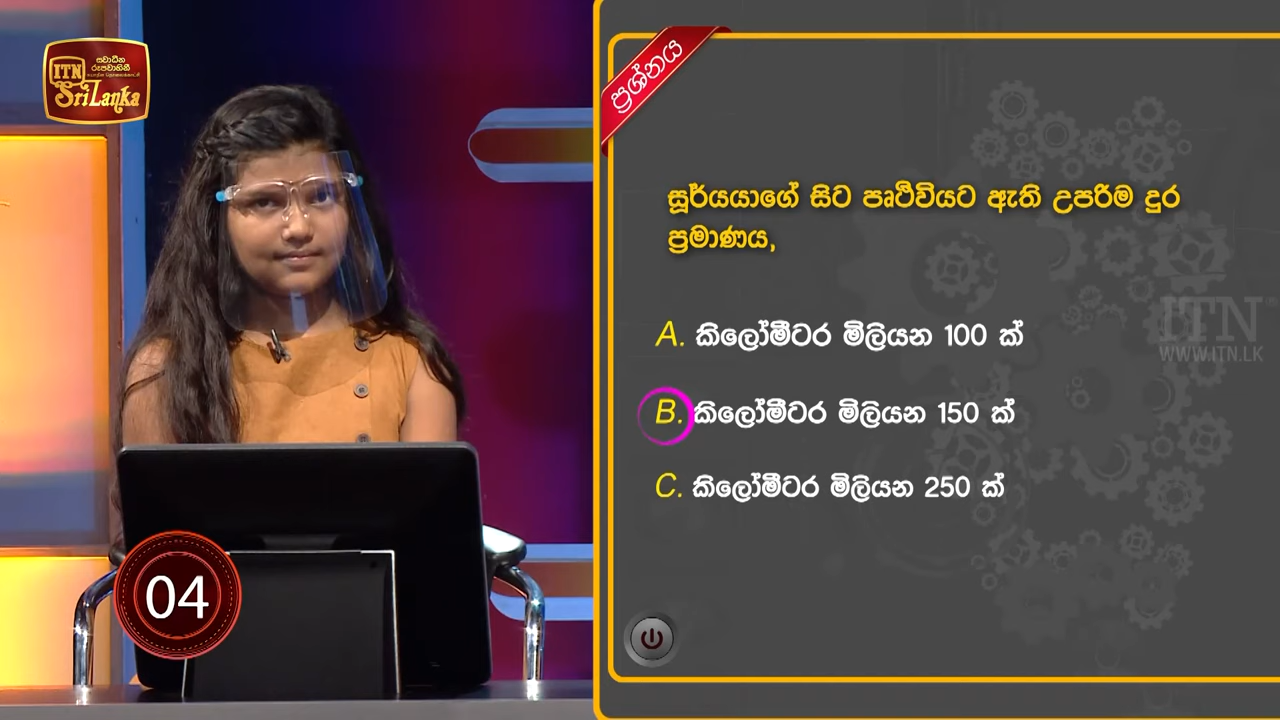 ස්වාධීන
රූපවාහිනී
ITN
Sri Lanka
ප්‍රශ්නය
සූර්යයාගේ සිට පෘථිවියට ඇති උපරිම දුර
ප්‍රමාණය,
A. කිලෝමීටර මිලියන 100 ක්
B. කිලෝමීටර මිලියන 150 ක්
C. කිලෝමීටර මිලියන 250 ක්
ITN
WWW.ITN.LK
04